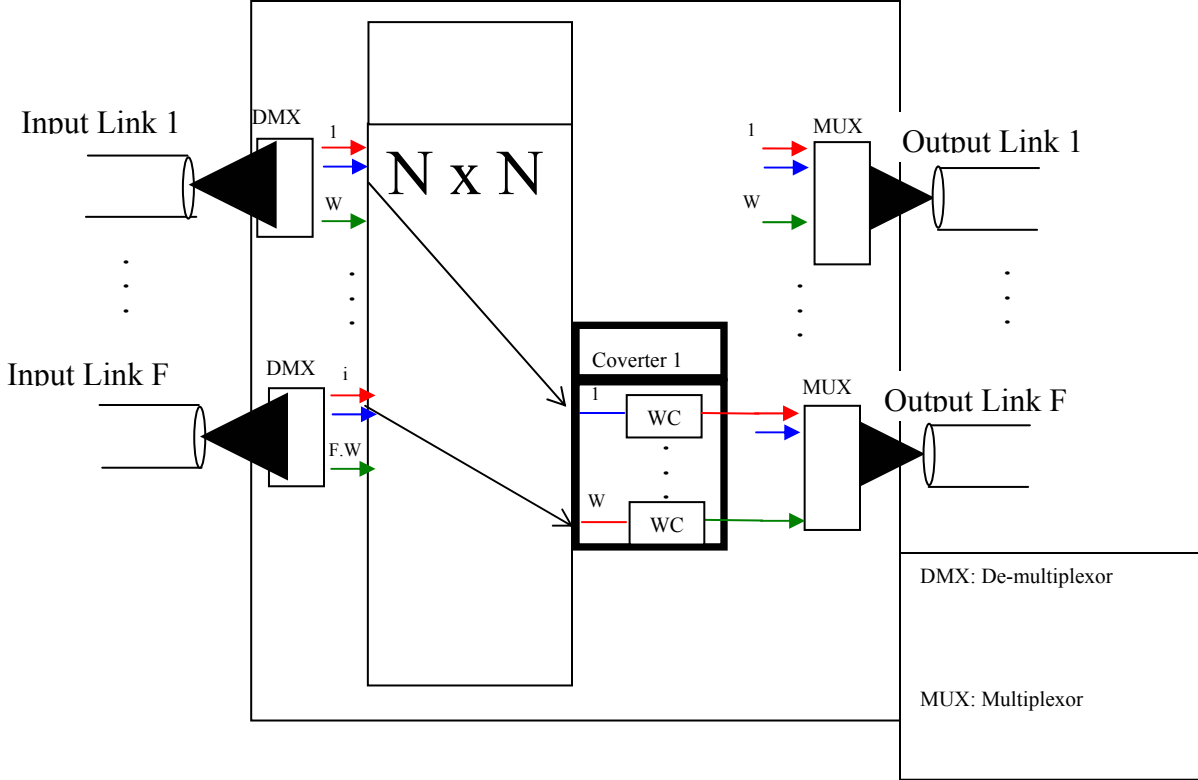 Input Link 1
DMX
1
W
N x N
1
W
MUX
Output Link 1
Input Link F
DMX
i
F.W
Coverter 1
1
WC
W
WC
MUX
Output Link F
DMX: De-multiplexor
MUX: Multiplexor